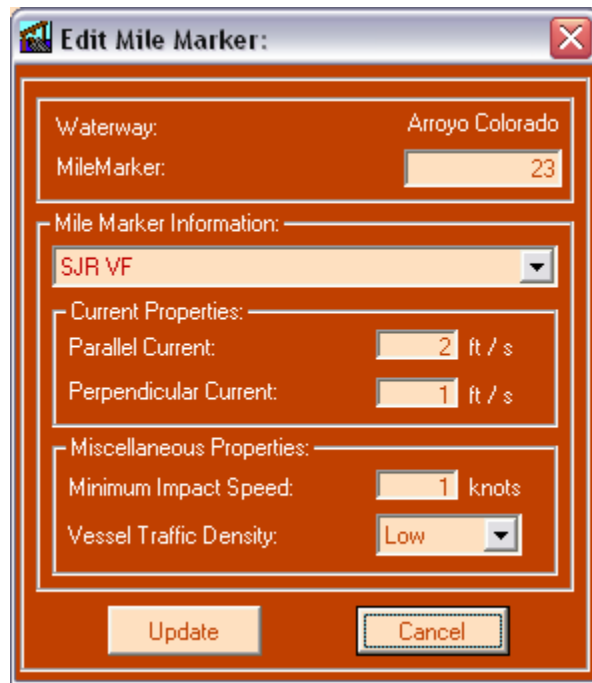 Edit Mile Marker:
Waterway: Arroyo Colorado
MileMarker: 23
Mile Marker Information:
SJR VF
Current Properties:
Parallel Current: 2 ft / s
Perpendicular Current: 1 ft / s
Miscellaneous Properties:
Minimum Impact Speed: 1 knots
Vessel Traffic Density: Low
Update Cancel